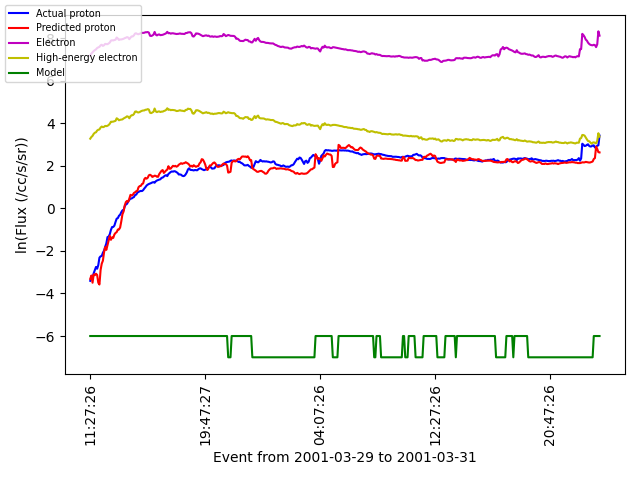 Actual proton
Predicted proton
Electron
High-energy electron
Model
6
4
2
0
−2
−4
−6
ln(Flux (/cc/s/sr))
11:27:26
19:47:27
04:07:26
12:27:26
20:47:26
Event from 2001-03-29 to 2001-03-31